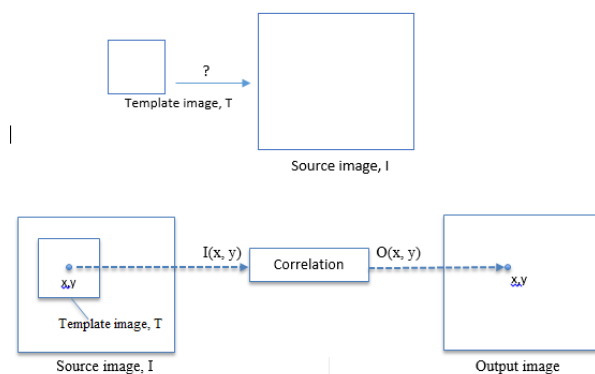 ?
Template image, T
Source image, I
I(x, y)
Correlation
O(x, y)
x,y
x,y
Template image, T
Source image, I
Output image